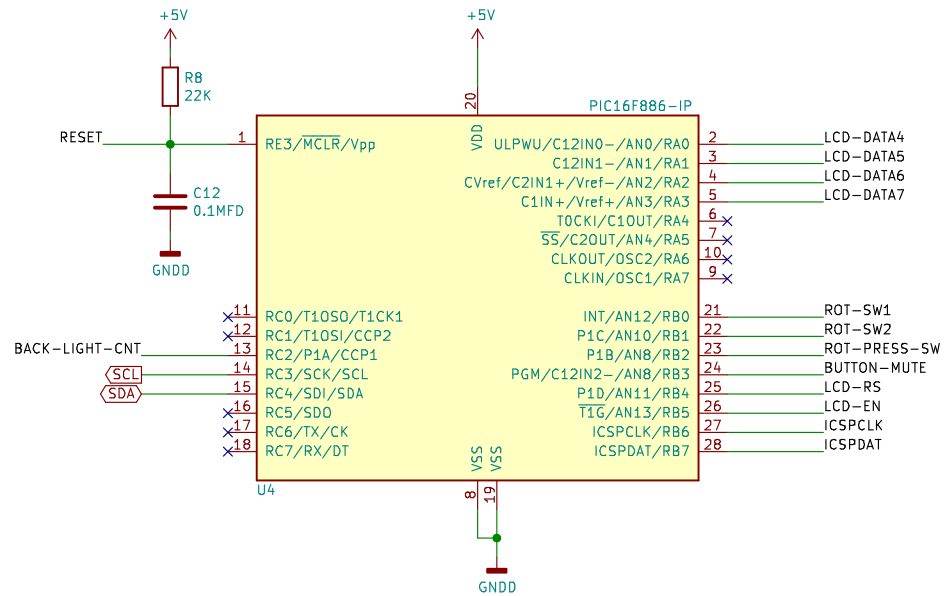 +5V
+5V
R8
22K
20
PIC16F886-IP
RESET
1
RE3/MCLR/Vpp
VDD
ULPWU/C12IN0-/AN0/RA0
2
LCD-DATA4
C12IN1-/AN1/RA1
3
LCD-DATA5
CVref/C2IN1+/Vref-/AN2/RA2
4
LCD-DATA6
C1IN+/Vref+/AN3/RA3
5
LCD-DATA7
T0CKI/C1OUT/RA4
6
SS/C2OUT/AN4/RA5
7
CLKOUT/OSC2/RA6
10
CLKIN/OSC1/RA7
9
C12
0.1MFD
GNDD
11
RC0/T1OSO/T1CK1
INT/AN12/RB0
21
ROT-SW1
12
RC1/T1OSI/CCP2
P1C/AN10/RB1
22
ROT-SW2
BACK-LIGHT-CNT
13
RC2/P1A/CCP1
P1B/AN8/RB2
23
ROT-PRESS-SW
SCL
14
RC3/SCK/SCL
PGM/C12IN2-/AN8/RB3
24
BUTTON-MUTE
SDA
15
RC4/SDI/SDA
P1D/AN11/RB4
25
LCD-RS
16
RC5/SDO
T1G/AN13/RB5
26
LCD-EN
17
RC6/TX/CK
ICSPCLK/RB6
27
ICSPCLK
18
RC7/RX/DT
ICSPDAT/RB7
28
ICSPDAT
VSS
VSS
U4
8
19
GNDD